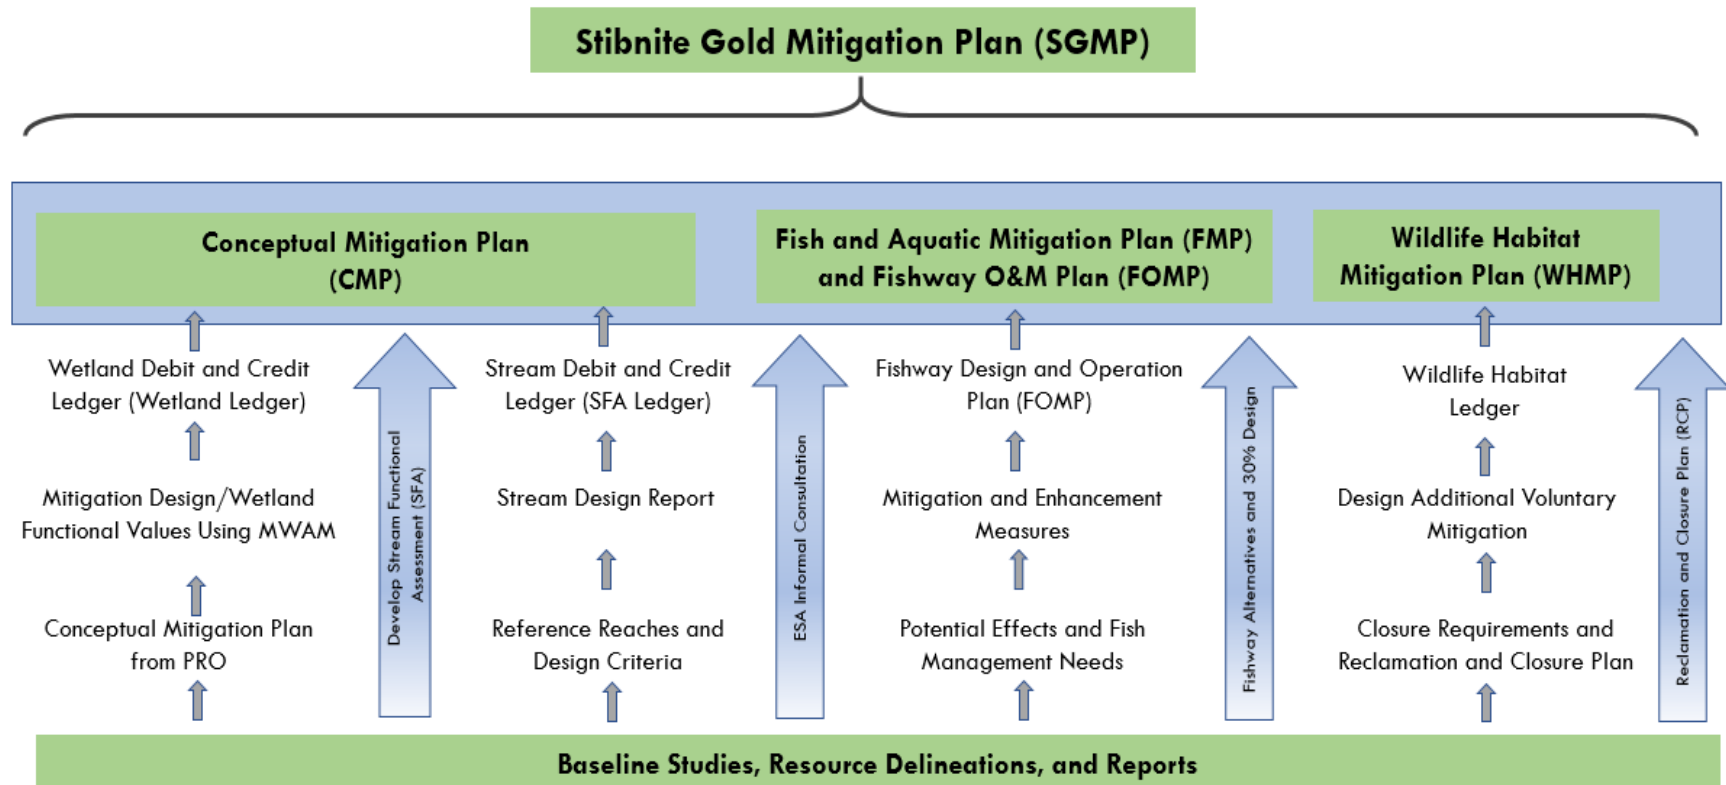 Stibnite Gold Mitigation Plan (SGMP)
Conceptual Mitigation Plan
(CMP)
Fish and Aquatic Mitigation Plan (FMP)
and Fishway O&M Plan (FOMP)
Wildlife Habitat
Mitigation Plan (WHMP)
Wetland Debit and Credit
Ledger (Wetland Ledger)
Mitigation Design/Wetland
Functional Values Using MWAM
Conceptual Mitigation Plan
from PRO
Develop Stream Functional
Assessment (SFA)
Stream Debit and Credit
Ledger (SFA Ledger)
Stream Design Report
Reference Reaches and
Design Criteria
ESA Informal Consultation
Fishway Design and Operation
Plan (FOMP)
Mitigation and Enhancement
Measures
Potential Effects and Fish
Management Needs
Fishway Alternatives and 30% Design
Wildlife Habitat
Ledger
Design Additional Voluntary
Mitigation
Closure Requirements and
Reclamation and Closure Plan
Reclamation and Closure Plan (RCP)
Baseline Studies, Resource Delineations, and Reports